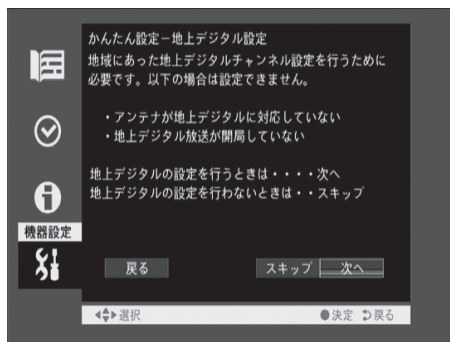 かんたん設定－地上デジタル設定
地域にあった地上デジタルチャンネル設定を行うために
必要です。以下の場合は設定できません。
・アンテナが地上デジタルに対応していない
・地上デジタル放送が開局していない
地上デジタルの設定を行うときは・・・・次へ
地上デジタルの設定を行わないときは・・スキップ
機器設定
戻る スキップ 次へ
選択 ●決定 戻る